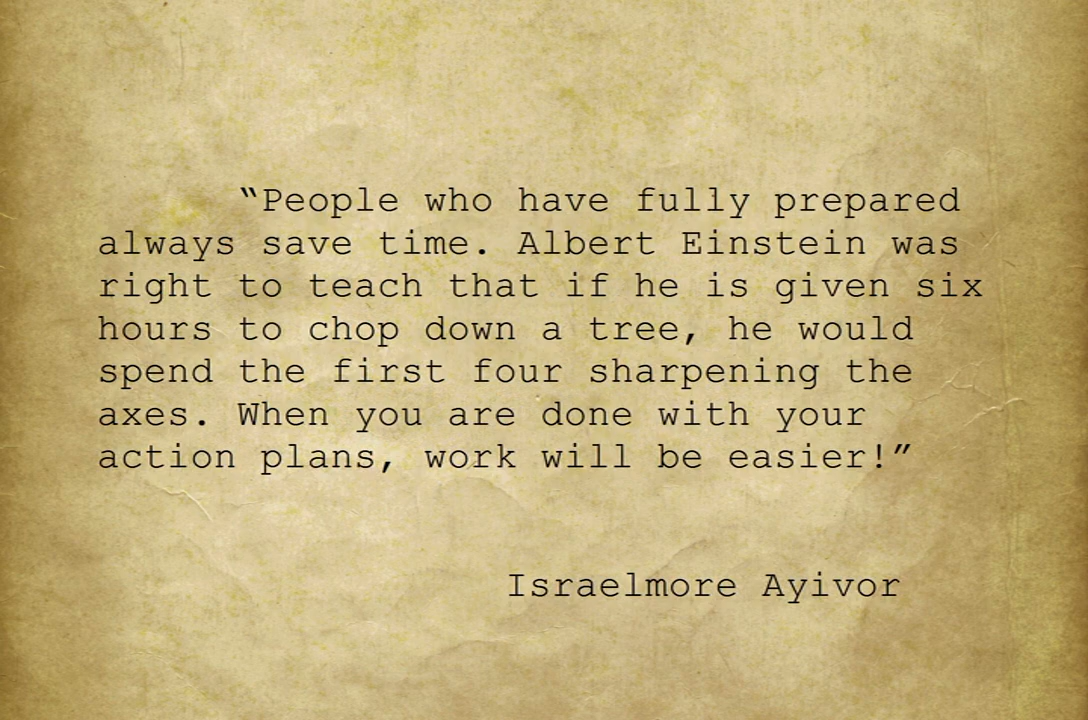 “People who have fully prepared
always save time. Albert Einstein was
right to teach that if he is given six
hours to chop down a tree, he would
spend the first four sharpening the
axes. When you are done with your
action plans, work will be easier!”
Israelmore Ayivor